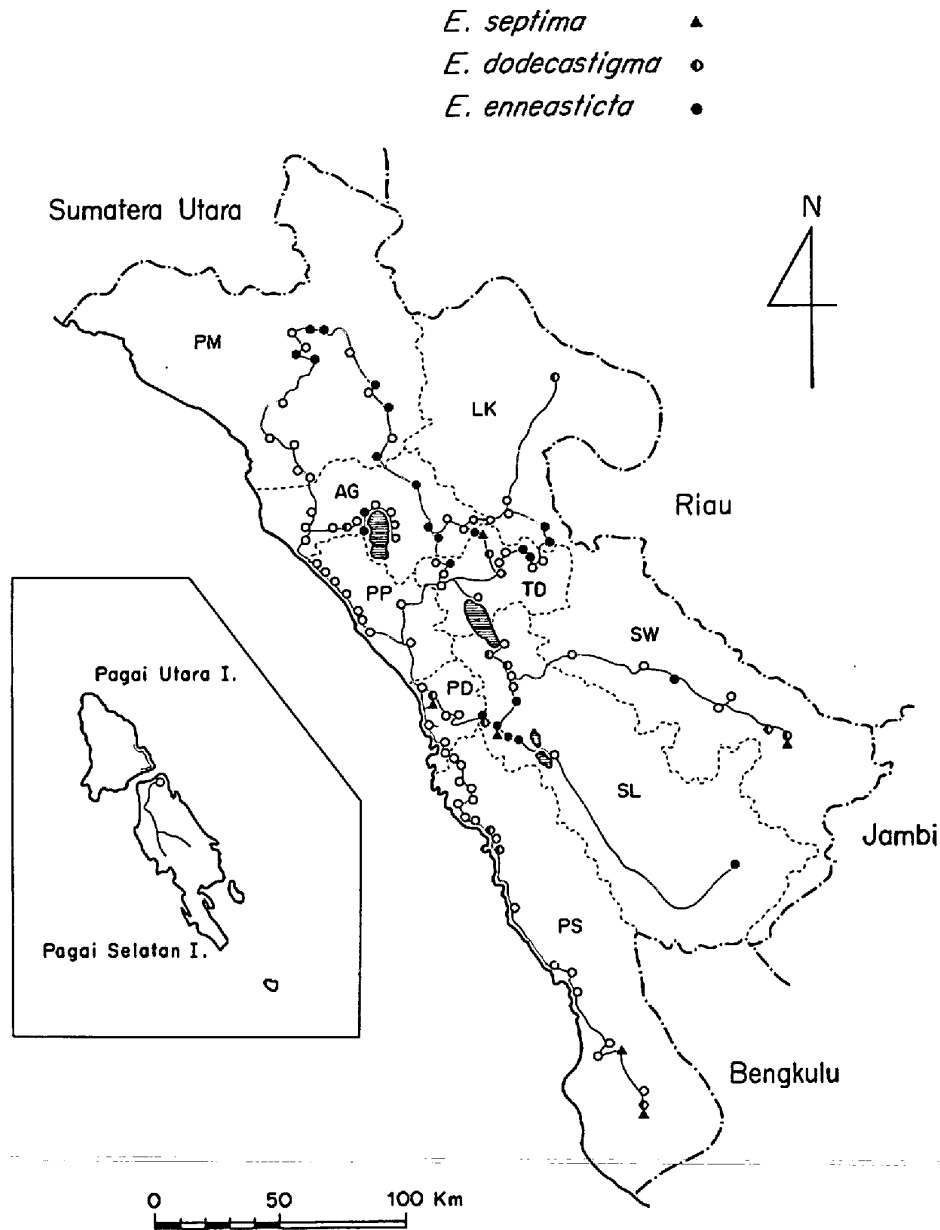 E. septima
E. dodecastigma
E. enneasticta
Sumatera Utara
N
PM
LK
AG
Riau
PP
TD
SW
Pagai Utara I.
PD
SL
Jambi
PS
Pagai Selatan I.
Bengkulu
0 50 100 Km